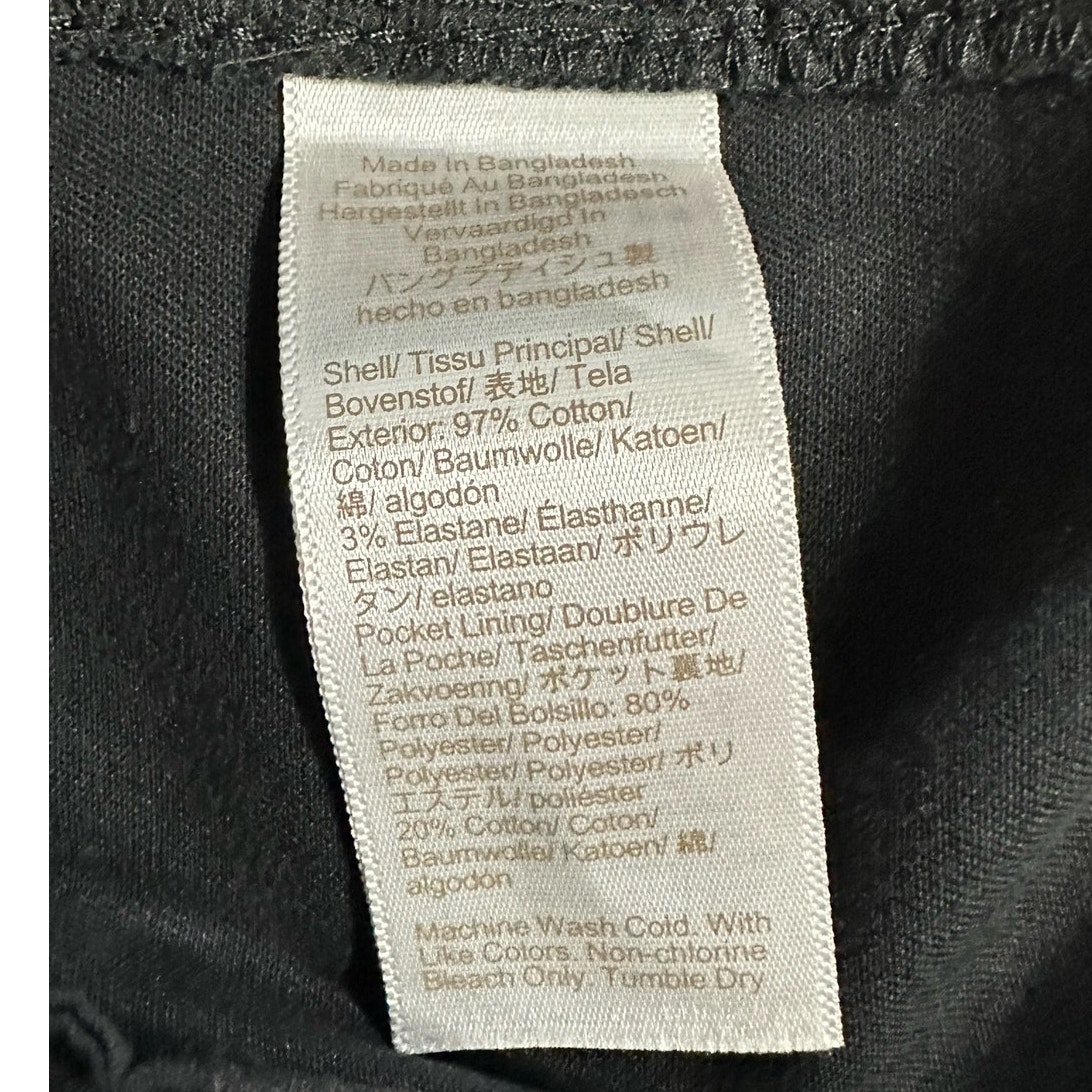 Made In Bangladesh
Fabriqué Au Bangladesh
Hergestellt In Bangladesch
Vervaardigd In
Bangladesh
バングラディシュ製
hecho en bangladesh
Shell/ Tissu Principal/ Shell/
Bovenstof/ 表地/ Tela
Exterior: 97% Cotton/
Coton/ Baumwolle/ Katoen/
綿/ algodón
3% Elastane/ Élasthanne/
Elastan/ Elastaan/ ポリウレ
タン/ elastano
Pocket Lining/ Doublure De
La Poche/ Taschenfutter/
Zakvoering/ ポケット裏地/
Forro Del Bolsillo: 80%
Polyester/ Polyester/
Polyester/ Polyester/ ポリ
エステル/ poliéster
20% Cotton/ Coton/
Baumwolle/ Katoen/ 綿/
algodón
Machine Wash Cold. With
Like Colors. Non-chlorine
Bleach Only. Tumble Dry